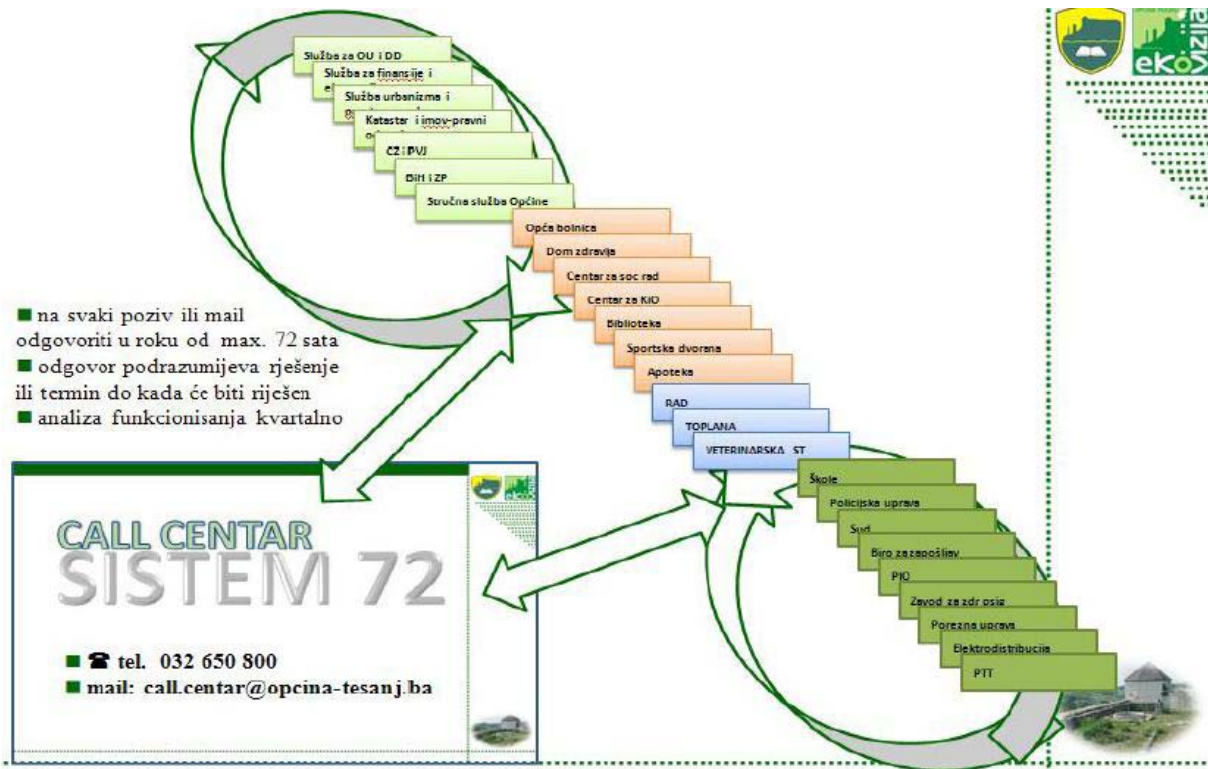 ekovizija
Služba za OU i DD
Služba za finansije i
Služba urbanizma i
Katastar i imov-pravni
CZ i PVJ
BiH i ZP
Stručna služba Općine
Opća bolnica
Dom zdravlja
Centar za soc rad
Centar za KIO
Biblioteka
Sportska dvorana
Apoteka
RAD
TOPLANA
VETERINARSKA ST
Škole
Policijska uprava
Sud
Biro za zapošljav
PIO
Zavod za zdr osig
Porezna uprava
Elektrodistribucija
PTT
■ na svaki poziv ili mail
odgovoriti u roku od max. 72 sata
■ odgovor podrazumijeva rješenje
ili termin do kada će biti riješen
■ analiza funkcionisanja kvartalno
CALL CENTAR
SISTEM 72
■ ☎ tel. 032 650 800
■ mail: call.centar@opcina-tesanj.ba